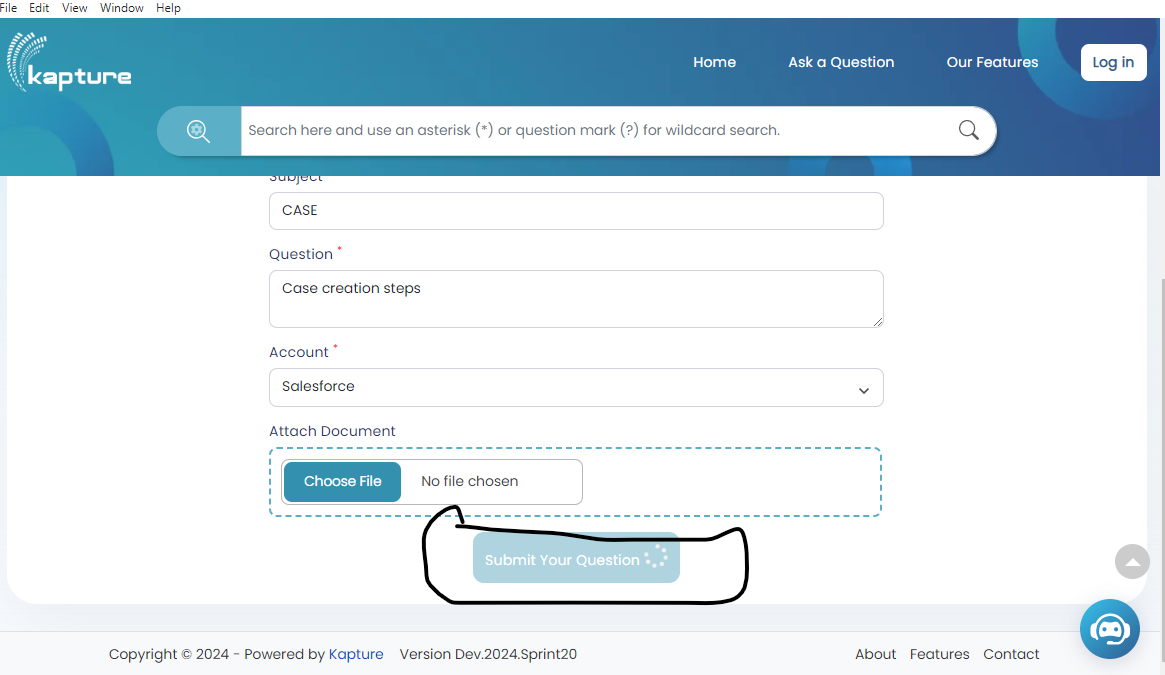 File Edit View Window Help
kapture
Home Ask a Question Our Features Log in
Search here and use an asterisk (*) or question mark (?) for wildcard search.
Subject
CASE
Question *
Case creation steps
Account *
Salesforce
Attach Document
Choose File No file chosen
Submit Your Question
Copyright © 2024 - Powered by Kapture Version Dev.2024.Sprint20 About Features Contact